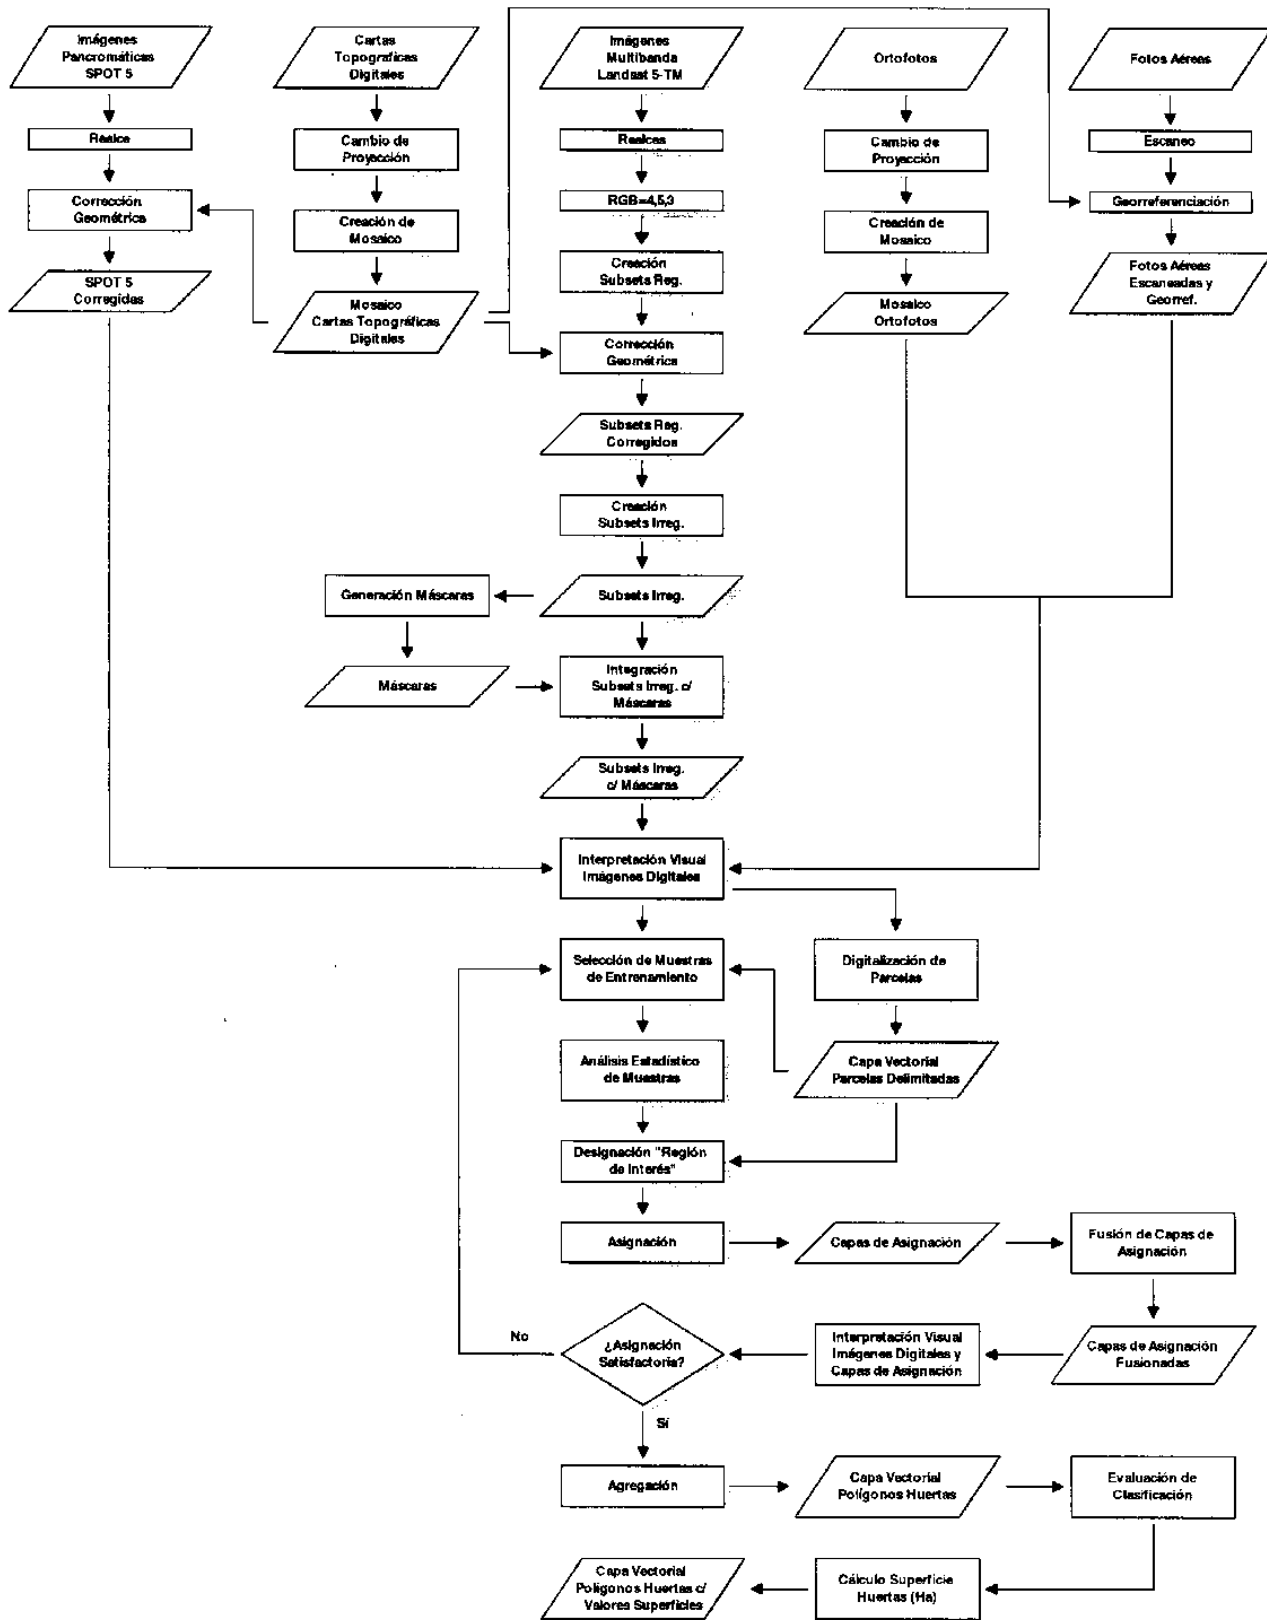 Imágenes
Pancromáticas
SPOT 5
Cartas
Topograficas
Digitales
Imágenes
Multibanda
Landsat 5-TM
Ortofotos
Fotos Aéreas
Realce
Cambio de
Proyección
Realces
Cambio de
Proyección
Escaneo
Corrección
Geométrica
Creación de
Mosaico
RGB=4,5,3
Creación de
Mosaico
Georreferenciación
SPOT 5
Corregidas
Mosaico
Cartas Topográficas
Digitales
Creación
Subsets Reg.
Mosaico
Ortofotos
Fotos Aéreas
Escaneadas y
Georref.
Corrección
Geométrica
Subsets Reg.
Corregidos
Creación
Subsets Irreg.
Generación Máscaras
Subsets Irreg.
Máscaras
Integración
Subsets Irreg. c/
Máscaras
Subsets Irreg.
c/ Máscaras
Interpretación Visual
Imágenes Digitales
Selección de Muestras
de Entrenamiento
Digitalización de
Parcelas
Análisis Estadístico
de Muestras
Capa Vectorial
Parcelas Delimitadas
Designación "Región
de Interés"
Asignación
Capas de Asignación
Fusión de Capas de
Asignación
No
¿Asignación
Satisfactoria?
Interpretación Visual
Imágenes Digitales y
Capas de Asignación
Capas de Asignación
Fusionadas
Sí
Agregación
Capa Vectorial
Polígonos Huertas
Evaluación de
Clasificación
Capa Vectorial
Polígonos Huertas c/
Valores Superficies
Cálculo Superficie
Huertas (Ha)